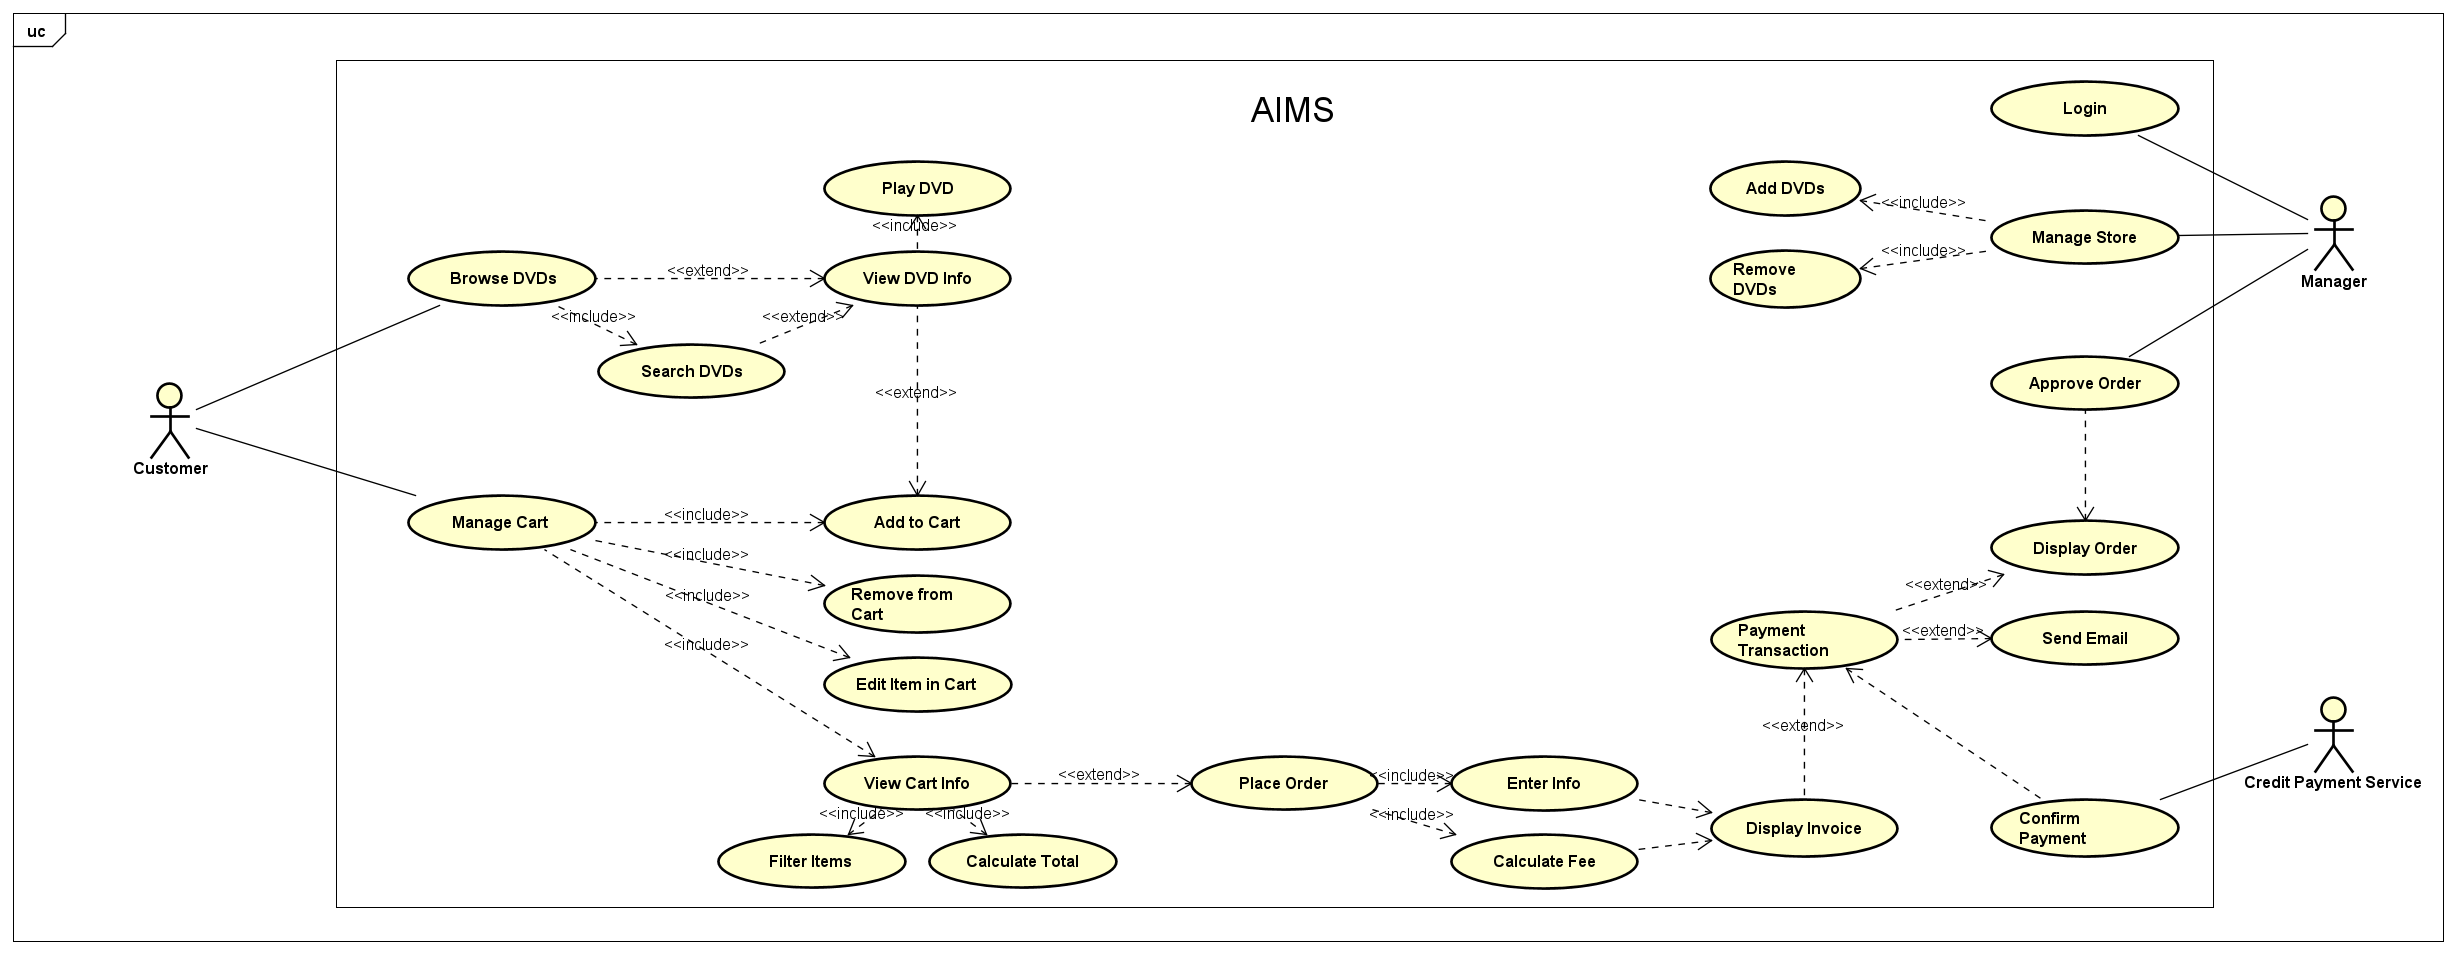 uc
AIMS
Login
Play DVD
Add DVDs
<<include>>
<<include>>
Manage Store
Browse DVDs
<<extend>>
View DVD Info
<<include>>
Remove
DVDs
Manager
<<include>>
<<extend>>
Search DVDs
<<extend>>
Approve Order
Customer
Manage Cart
<<include>>
Add to Cart
<<include>>
Display Order
Remove from
Cart
<<include>>
<<extend>>
Payment
Transaction
<<extend>>
Send Email
<<include>>
Edit Item in Cart
<<extend>>
View Cart Info
<<extend>>
Place Order
<<include>>
Enter Info
Credit Payment Service
<<include>>
<<include>>
<<include>>
Display Invoice
Confirm
Payment
Filter Items
Calculate Total
Calculate Fee